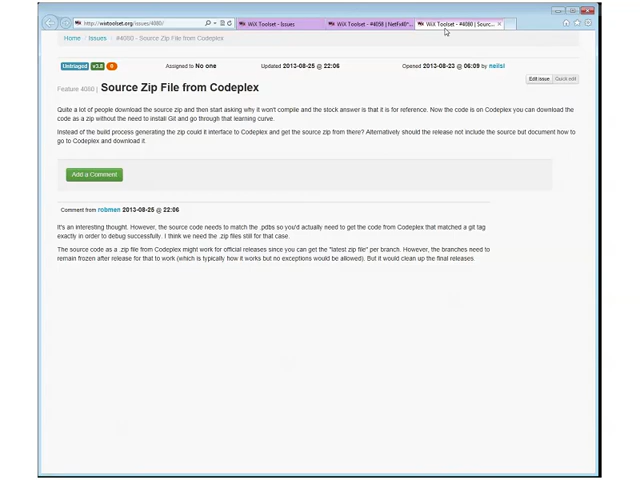 http://wixtoolset.org/issues/4080/
WiX Toolset - Issues
WiX Toolset - #4058 | NetFx40"...
WiX Toolset - #4080 | Sourc...
Home / Issues / #4080 - Source Zip File from Codeplex
Untriaged v3.8 0 Assigned to No one Updated 2013-08-25 @ 22:06 Opened 2013-08-23 @ 06:09 by neilsl
Edit issue Quick edit
Feature 4080 | Source Zip File from Codeplex
Quite a lot of people download the source zip and then start asking why it won't compile and the stock answer is that it is for reference. Now the code is on Codeplex you can download the
code as a zip without the need to install Git and go through that learning curve.
Instead of the build process generating the zip could it interface to Codeplex and get the source zip from there? Alternatively should the release not include the source but document how to
go to Codeplex and download it.
Add a Comment
Comment from robmen 2013-08-25 @ 22:06
It's an interesting thought. However, the source code needs to match the .pdbs so you'd actually need to get the code from Codeplex that matched a git tag
exactly in order to debug successfully. I think we need the .zip files still for that case.
The source code as a .zip file from Codeplex might work for official releases since you can get the "latest zip file" per branch. However, the branches need to
remain frozen after release for that to work (which is typically how it works but no exceptions would be allowed). But it would clean up the final releases.